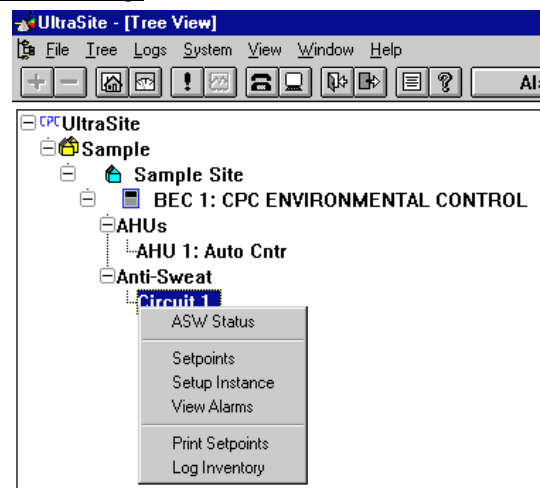 UltraSite - [Tree View]
File Tree Logs System View Window Help
CPC UltraSite
Sample
Sample Site
BEC 1: CPC ENVIRONMENTAL CONTROL
AHUs
AHU 1: Auto Cntr
Anti-Sweat
Circuit 1
ASW Status
Setpoints
Setup Instance
View Alarms
Print Setpoints
Log Inventory